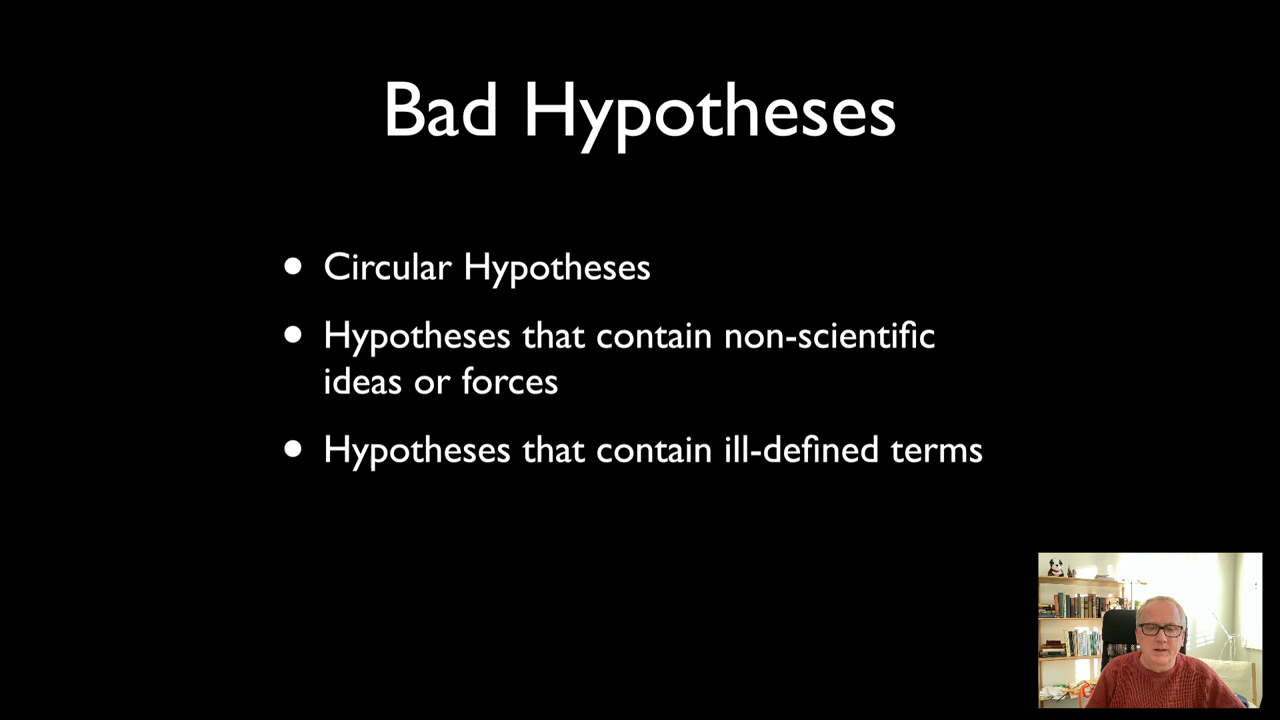 Bad Hypotheses
• Circular Hypotheses
• Hypotheses that contain non-scientific
ideas or forces
• Hypotheses that contain ill-defined terms